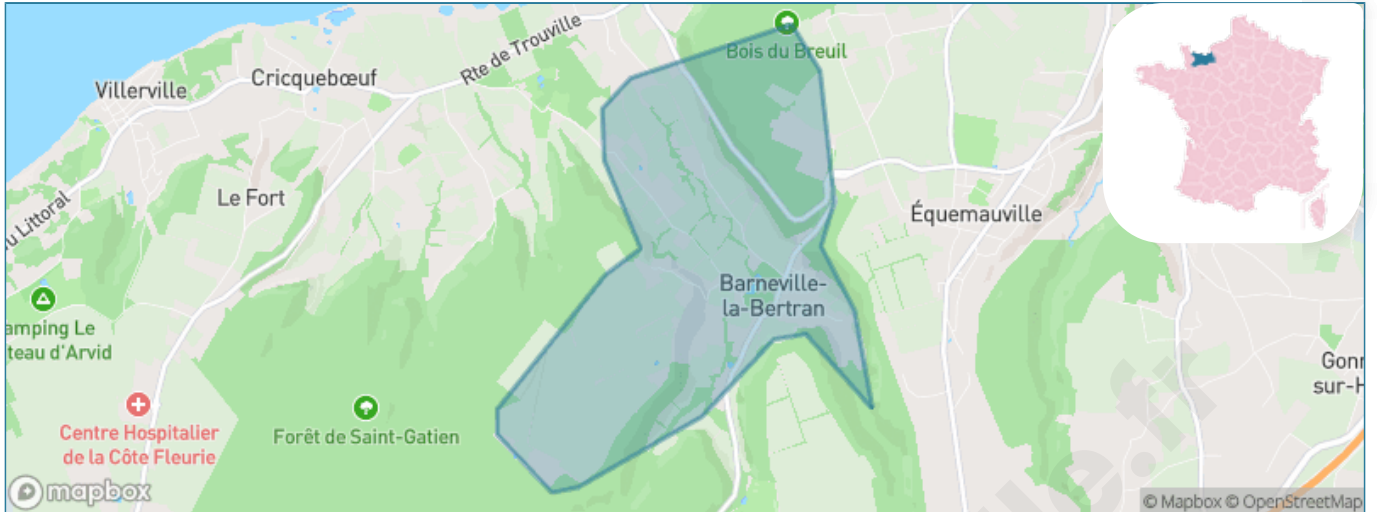 Bois du Breuil
Rte de Trouville
Cricquebœuf
Villerville
Le Fort
Équemauville
u Littoral
Barneville-
la-Bertran
amping Le
teau d'Arvid
Gonn
sur-H
Centre Hospitalier
de la Côte Fleurie
Forêt de Saint-Gatien
mapbox
© Mapbox © OpenStreetMap